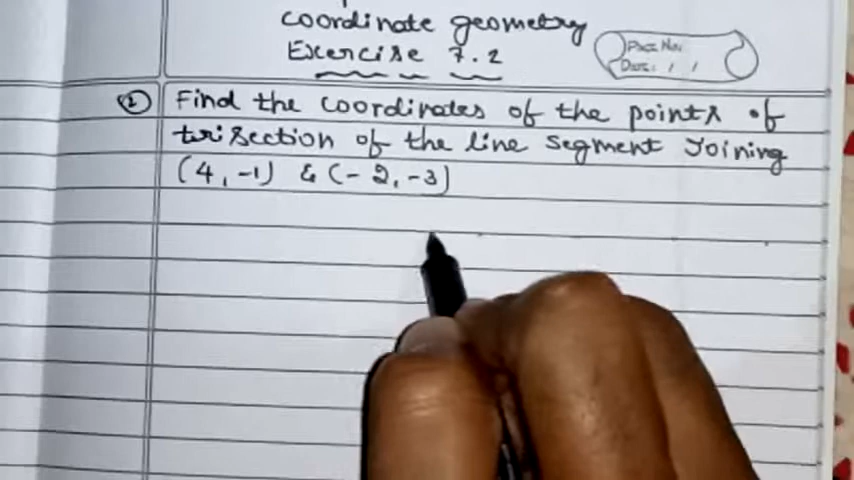 coordinate geometry
Exercise 7.2
Page No.
Date: / /
② Find the coordinates of the points of
trisection of the line segment Joining
(4, -1) & (- 2, -3)